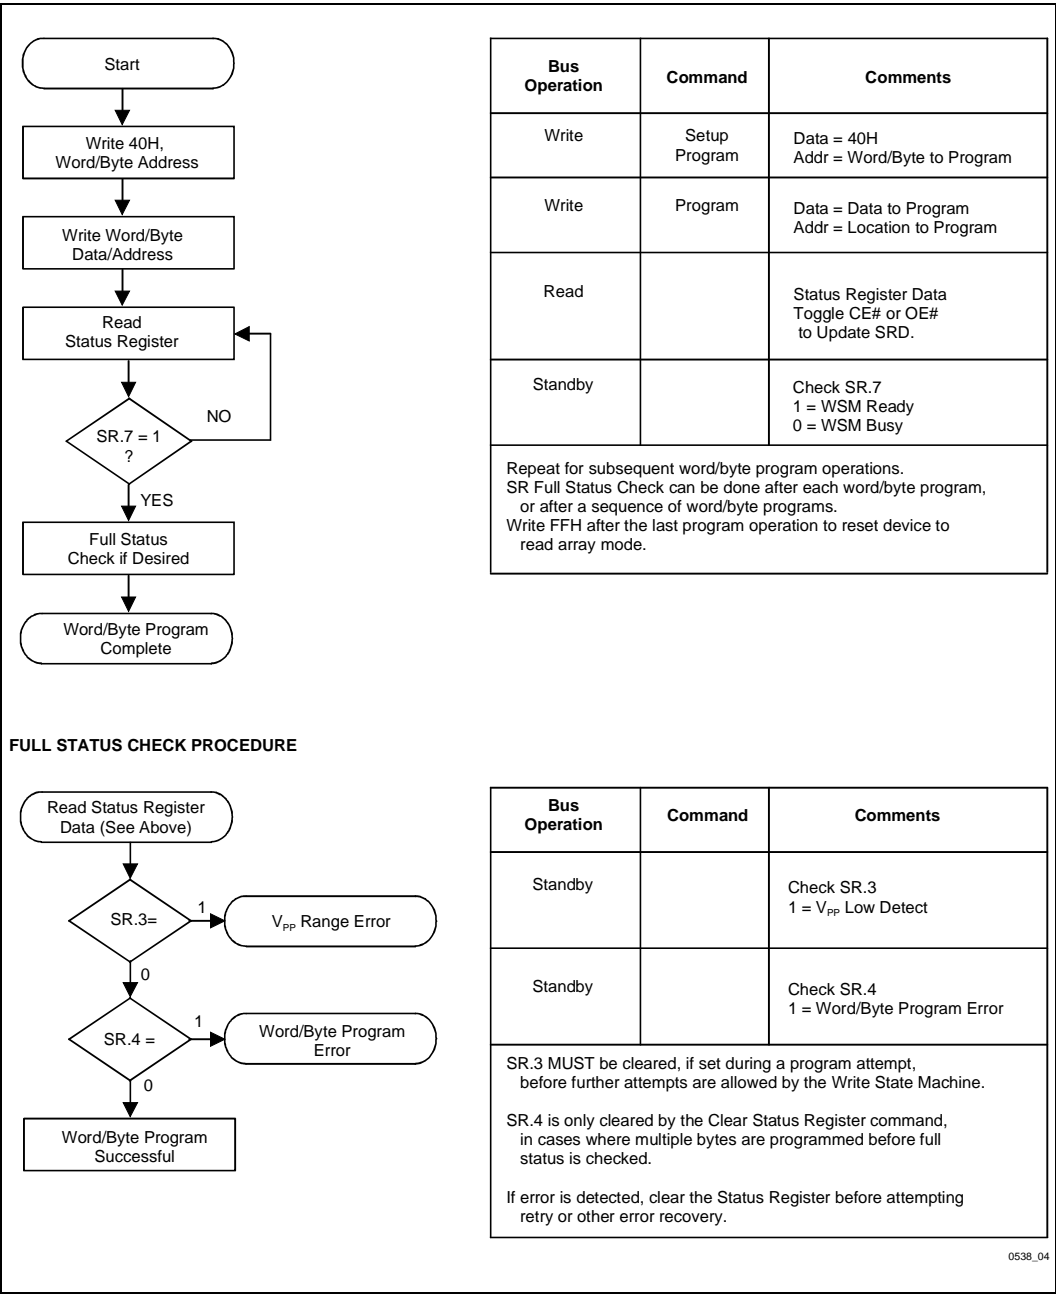 Start
Write 40H,
Word/Byte Address
Write Word/Byte
Data/Address
Read
Status Register
NO
SR.7 = 1
?
YES
Full Status
Check if Desired
Word/Byte Program
Complete
Bus
Operation
Command
Comments
Write
Setup
Program
Data = 40H
Addr = Word/Byte to Program
Write
Program
Data = Data to Program
Addr = Location to Program
Read
Status Register Data
Toggle CE# or OE#
to Update SRD.
Standby
Check SR.7
1 = WSM Ready
0 = WSM Busy
Repeat for subsequent word/byte program operations.
SR Full Status Check can be done after each word/byte program,
or after a sequence of word/byte programs.
Write FFH after the last program operation to reset device to
read array mode.
FULL STATUS CHECK PROCEDURE
Read Status Register
Data (See Above)
SR.3=
1
VPP Range Error
0
SR.4 =
1
Word/Byte Program
Error
0
Word/Byte Program
Successful
Bus
Operation
Command
Comments
Standby
Check SR.3
1 = VPP Low Detect
Standby
Check SR.4
1 = Word/Byte Program Error
SR.3 MUST be cleared, if set during a program attempt,
before further attempts are allowed by the Write State Machine.
SR.4 is only cleared by the Clear Status Register command,
in cases where multiple bytes are programmed before full
status is checked.
If error is detected, clear the Status Register before attempting
retry or other error recovery.
0538_04